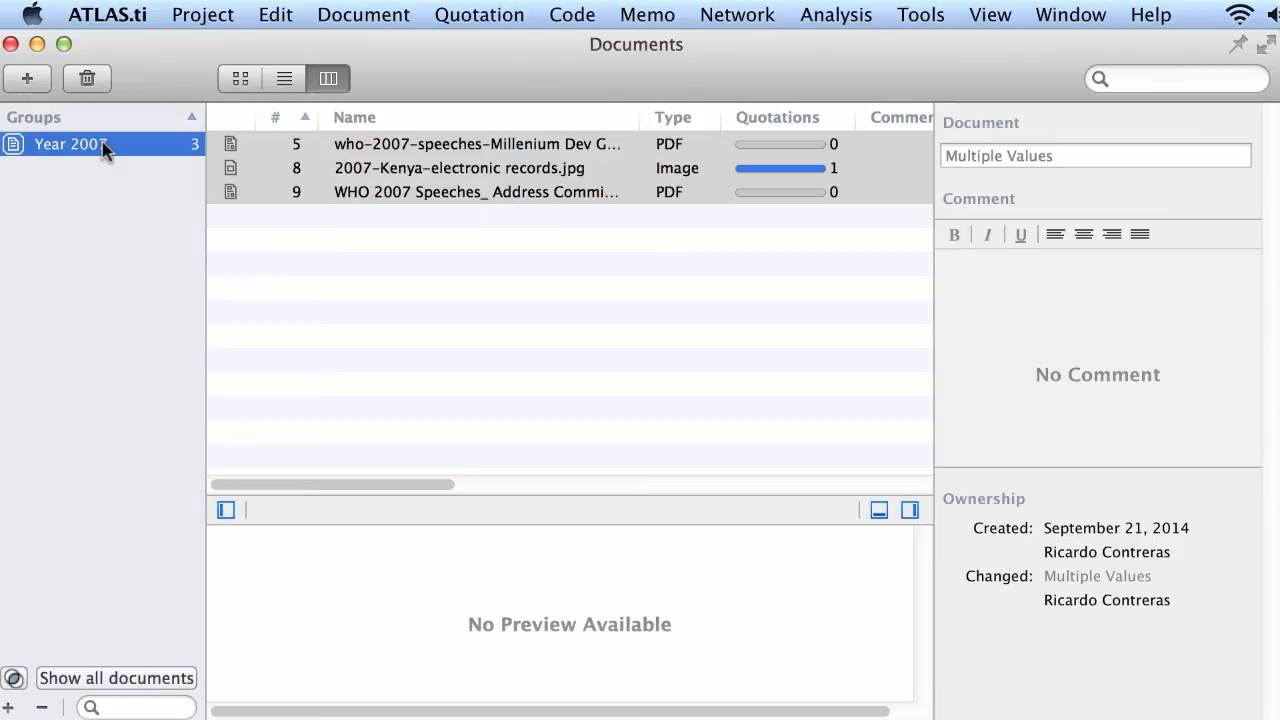 ATLAS.ti Project Edit Document Quotation Code Memo Network Analysis Tools View Window Help
Documents
Groups
Year 2007 3
# Name Type Quotations Commer
5 who-2007-speeches-Millenium Dev G... PDF 0
8 2007-Kenya-electronic records.jpg Image 1
9 WHO 2007 Speeches_ Address Commi... PDF 0
Document
Multiple Values
Comment
B I U
No Comment
No Preview Available
Ownership
Created: September 21, 2014
Ricardo Contreras
Changed: Multiple Values
Ricardo Contreras
Show all documents